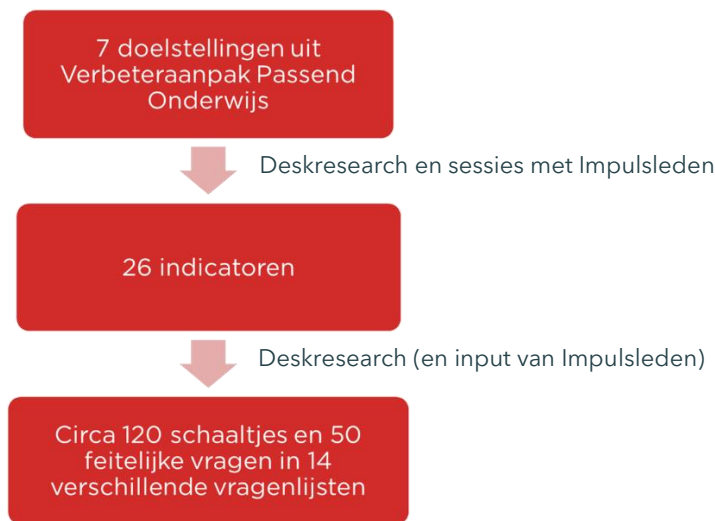 7 doelstellingen uit
Verbeteraanpak Passend
Onderwijs
Deskresearch en sessies met Impulsleden
26 indicatoren
Deskresearch (en input van Impulsleden)
Circa 120 schaaltjes en 50
feitelijke vragen in 14
verschillende vragenlijsten